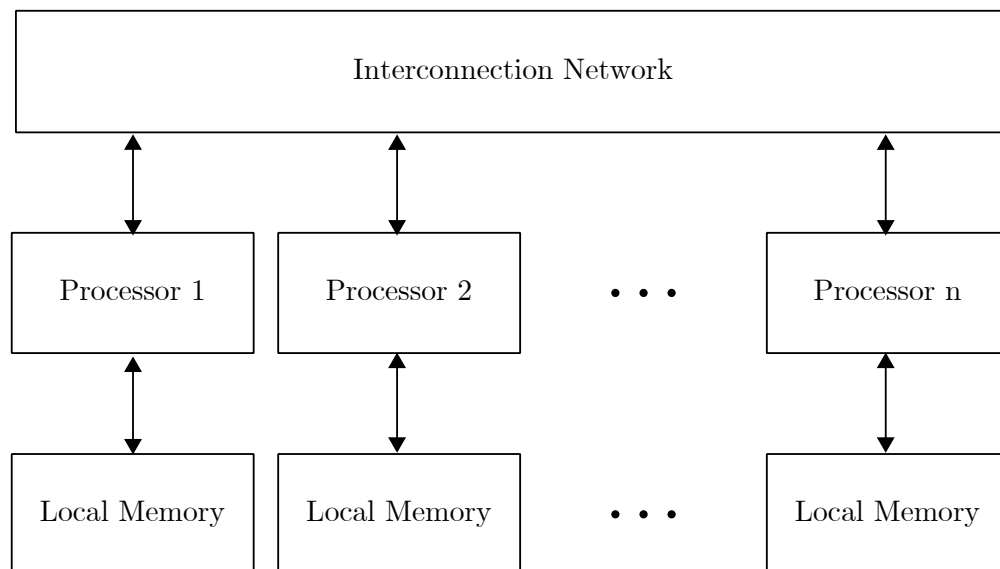 Interconnection Network
Processor 1
Processor 2
• • •
Processor n
Local Memory
Local Memory
• • •
Local Memory